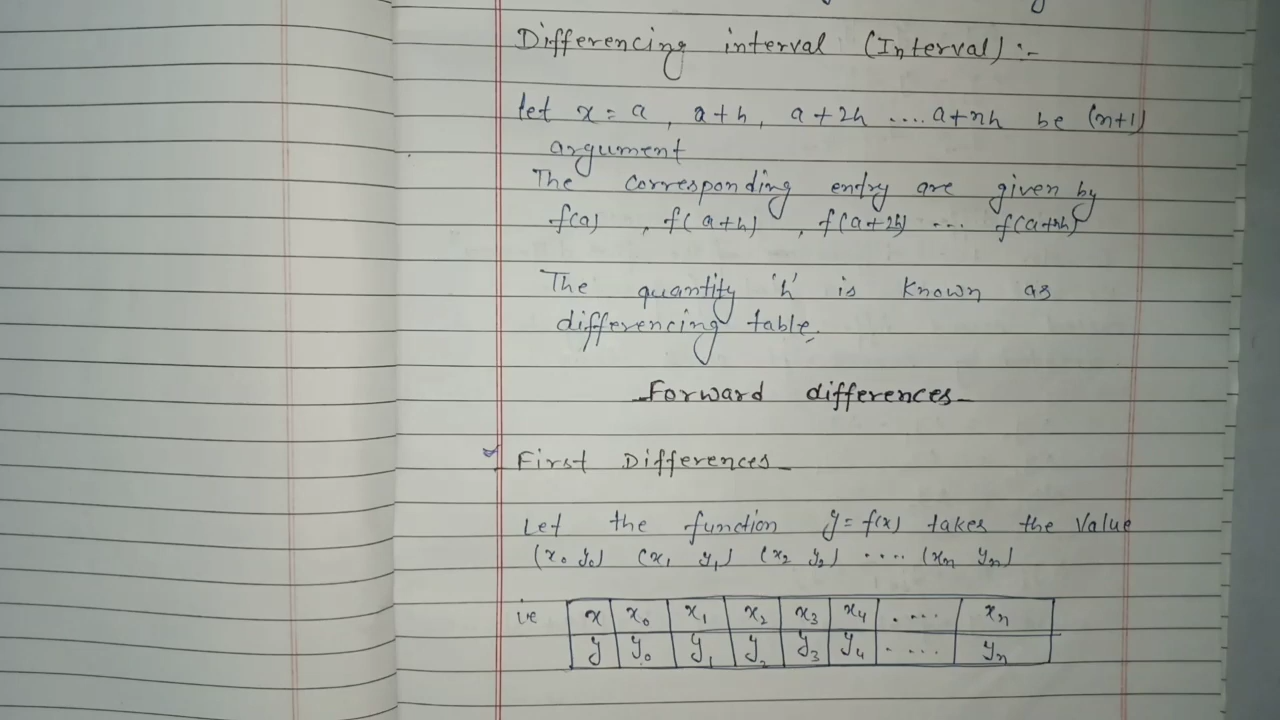 Differencing interval (Interval) :-
let x = a , a+h, a+2h .... a+nh be (n+1)
argument
The corresponding entry are given by
f(a) , f(a+h) , f(a+2h) ... f(a+nh)
The quantity 'h' is known as
differencing table.
Forward differences
First Differences
Let the function y = f(x) takes the value
(x₀ y₀) (x₁ y₁) (x₂ y₂) .... (xₙ yₙ)
ie x x₀ x₁ x₂ x₃ x₄ .... xₙ
y y₀ y₁ y₂ y₃ y₄ .... yₙ